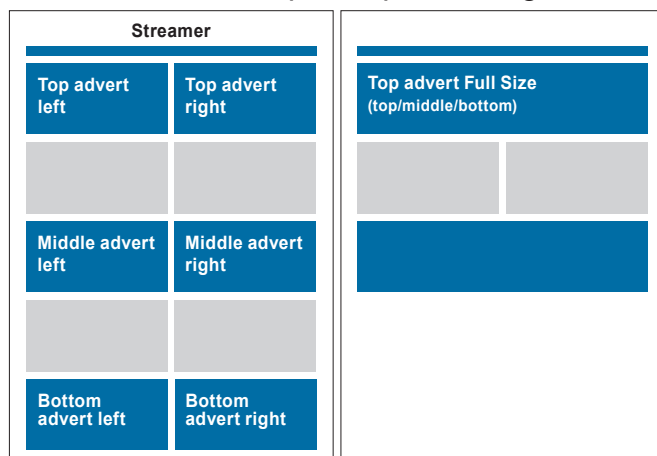 Streamer
Top advert
left
Top advert
right
Middle advert
left
Middle advert
right
Bottom
advert left
Bottom
advert right
Top advert Full Size
(top/middle/bottom)